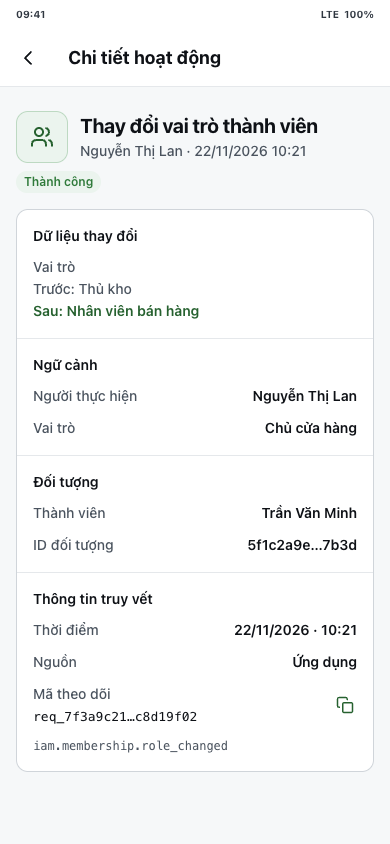 09:41 LTE 100%
Chi tiết hoạt động
Thay đổi vai trò thành viên
Nguyễn Thị Lan · 22/11/2026 10:21
Thành công
Dữ liệu thay đổi
Vai trò
Trước: Thủ kho
Sau: Nhân viên bán hàng
Ngữ cảnh
Người thực hiện Nguyễn Thị Lan
Vai trò Chủ cửa hàng
Đối tượng
Thành viên Trần Văn Minh
ID đối tượng 5f1c2a9e…7b3d
Thông tin truy vết
Thời điểm 22/11/2026 · 10:21
Nguồn Ứng dụng
Mã theo dõi
req_7f3a9c21…c8d19f02
iam.membership.role_changed